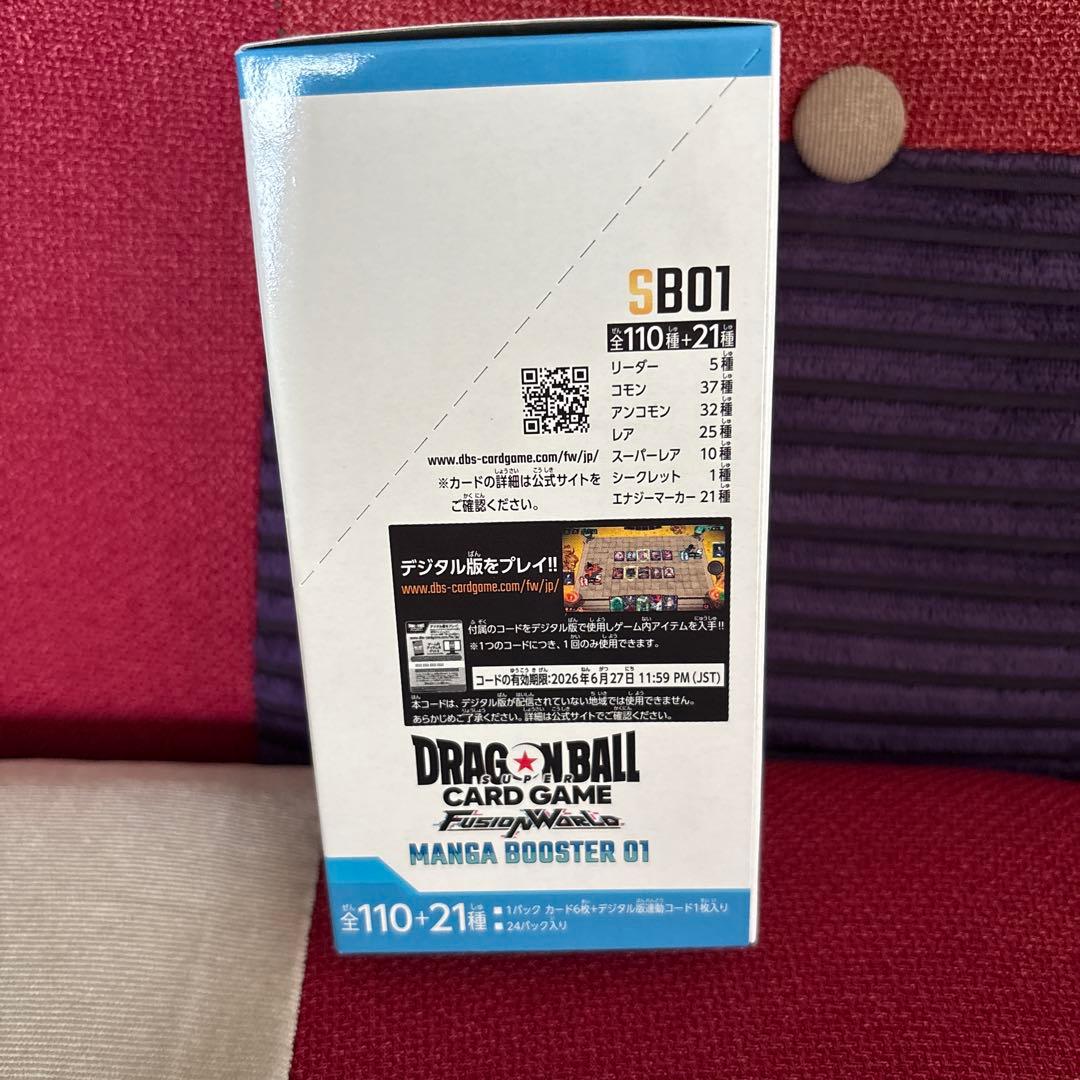 SB01
全110種+21種
リーダー 5種
コモン 37種
アンコモン 32種
レア 25種
スーパーレア 10種
シークレット 1種
エナジーマーカー 21種
www.dbs-cardgame.com/fw/jp/
※カードの詳細は公式サイトを
ご確認ください。
デジタル版をプレイ!!
www.dbs-cardgame.com/fw/jp/
付属のコードをデジタル版で使用しゲーム内アイテムを入手!!
※1つのコードにつき、1回のみ使用できます。
コードの有効期限:2026年6月27日 11:59 PM (JST)
本コードは、デジタル版が配信されていない地域では使用できません。
あらかじめご了承ください。詳細は公式サイトでご確認ください。
DRAGON BALL
SUPER
CARD GAME
FUSION WORLD
MANGA BOOSTER 01
全110+21種
■1パック カード6枚+デジタル版連動コード1枚入り
■24パック入り